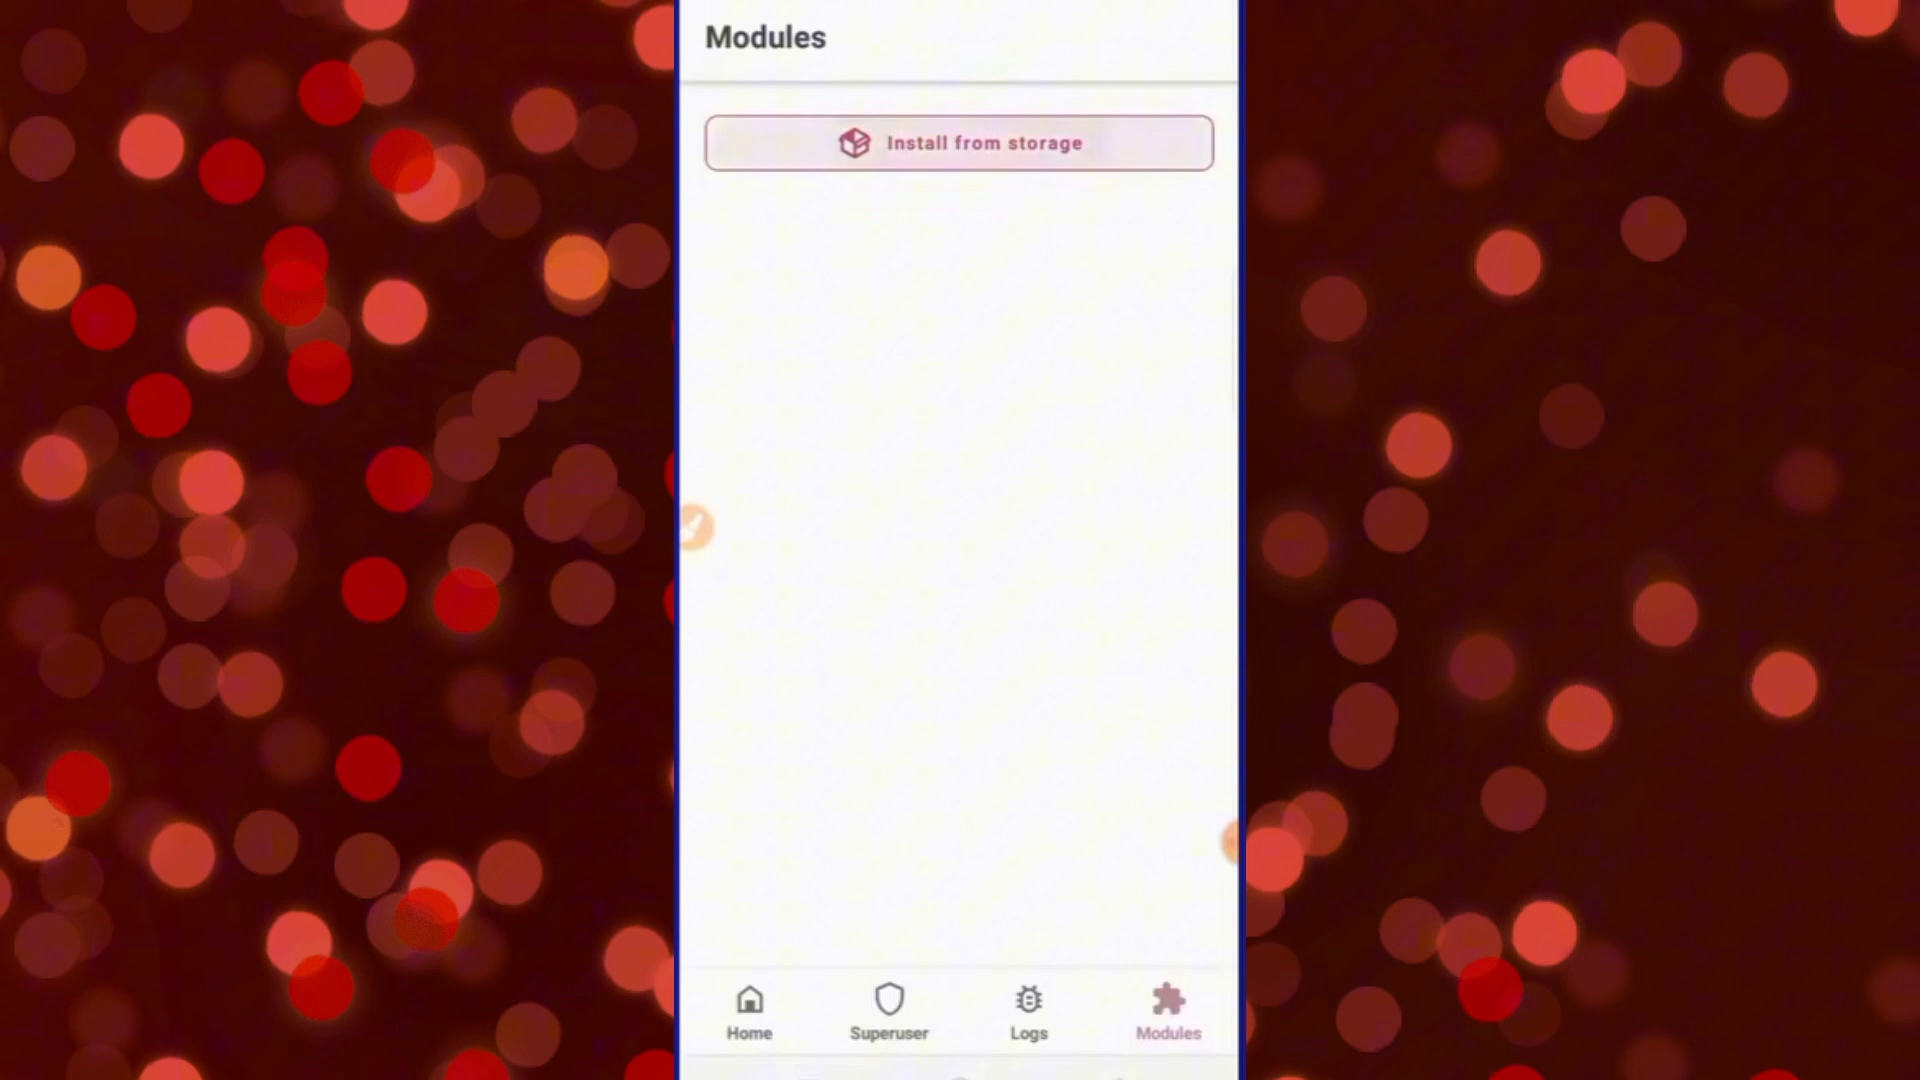 Modules
Install from storage
Home
Superuser
Logs
Modules